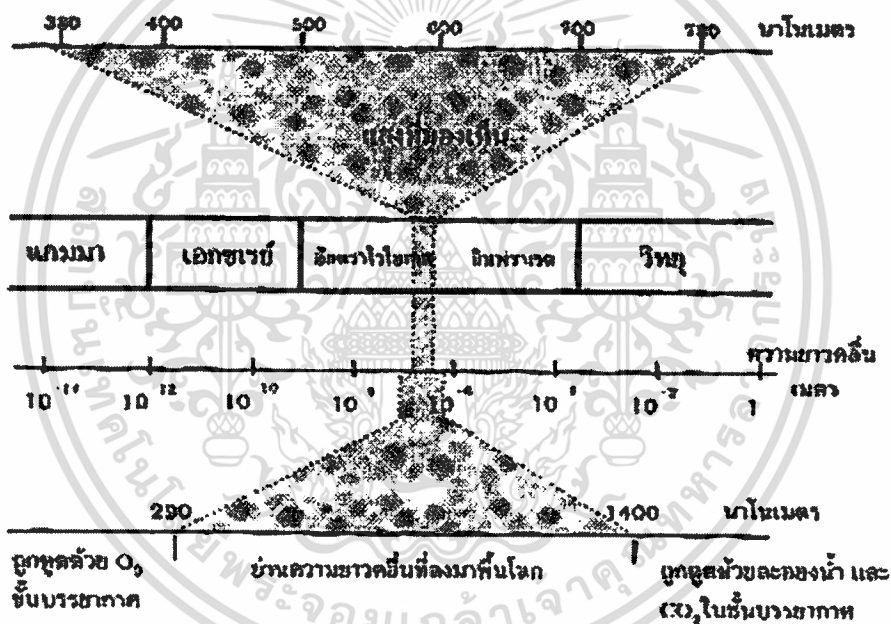 380 400 500 600 700 780 นาโนเมตร
แสงที่มองเห็น
แกมมา เอกซเรย์ อัลตราไวโอเลต อินฟราเรด วิทยุ
ความยาวคลื่น
10⁻¹⁴ 10⁻¹² 10⁻¹⁰ 10 10⁻⁶ 10 10⁻² 1 เมตร
290 1400 นาโนเมตร
ถูกดูดด้วย O₃ ย่านความยาวคลื่นที่ลงมาพื้นโลก ถูกดูดด้วยละอองน้ำ และ
ชั้นบรรยากาศ CO₂ ในชั้นบรรยากาศ